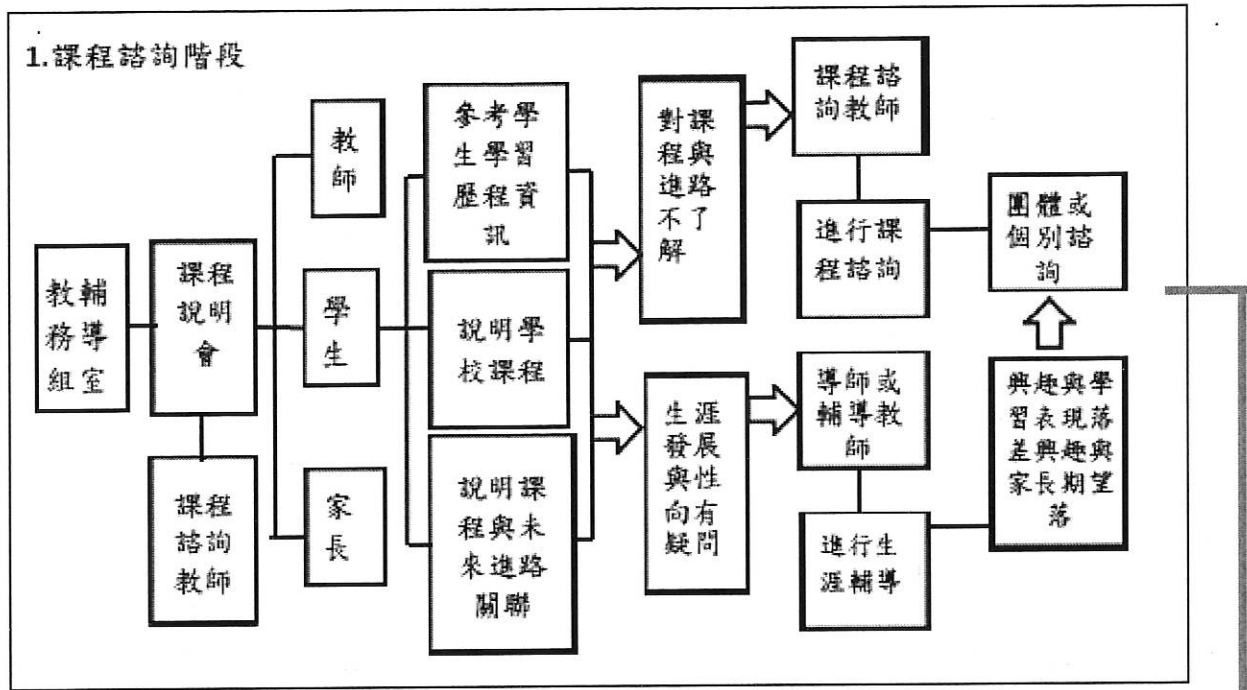 1.課程諮詢階段
教輔
務導
組室
課程
說明
會
課程
諮詢
教師
教
師
學
生
家
長
參考學
生學習
歷程資
訊
說明學
校課程
說明課
程與未
來進路
關聯
對課
程與
進路
不了
解
生涯
發展
與性
向有
疑問
課程諮
詢教師
進行課
程諮詢
導師或
輔導教
師
進行生
涯輔導
團體或
個別諮
詢
興趣與學
習表現落
差興趣與
家長期望
落